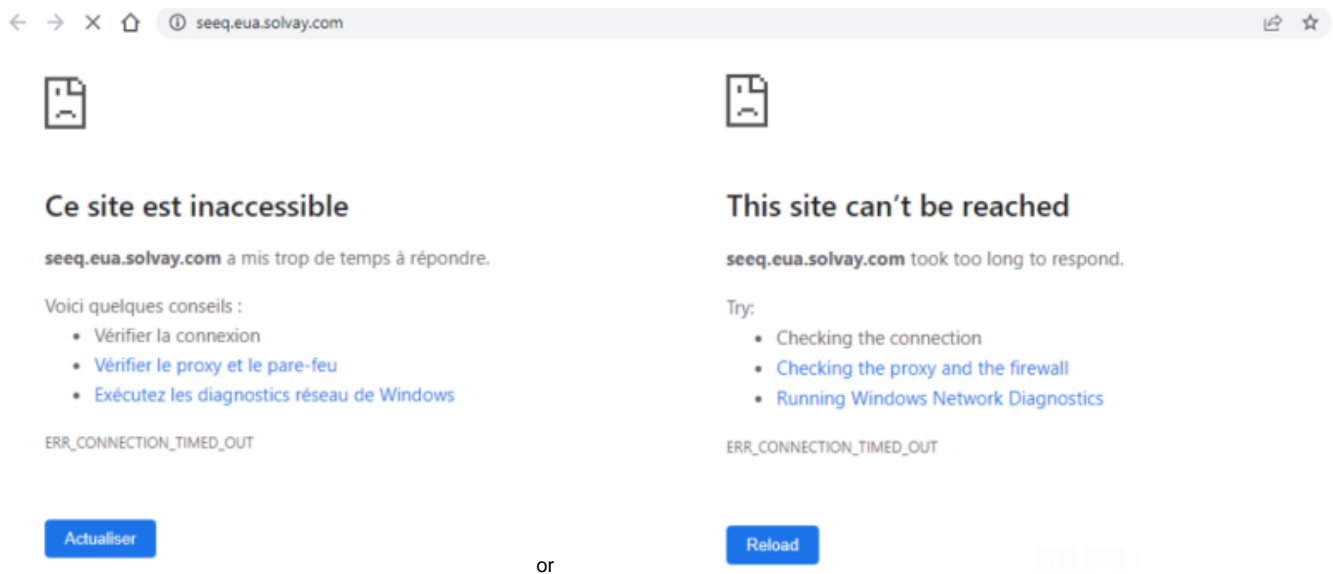 seeq.eua.solvay.com
Ce site est inaccessible
seeq.eua.solvay.com a mis trop de temps à répondre.
Voici quelques conseils :
• Vérifier la connexion
• Vérifier le proxy et le pare-feu
• Exécutez les diagnostics réseau de Windows
ERR_CONNECTION_TIMED_OUT
Actualiser
or
This site can't be reached
seeq.eua.solvay.com took too long to respond.
Try:
• Checking the connection
• Checking the proxy and the firewall
• Running Windows Network Diagnostics
ERR_CONNECTION_TIMED_OUT
Reload